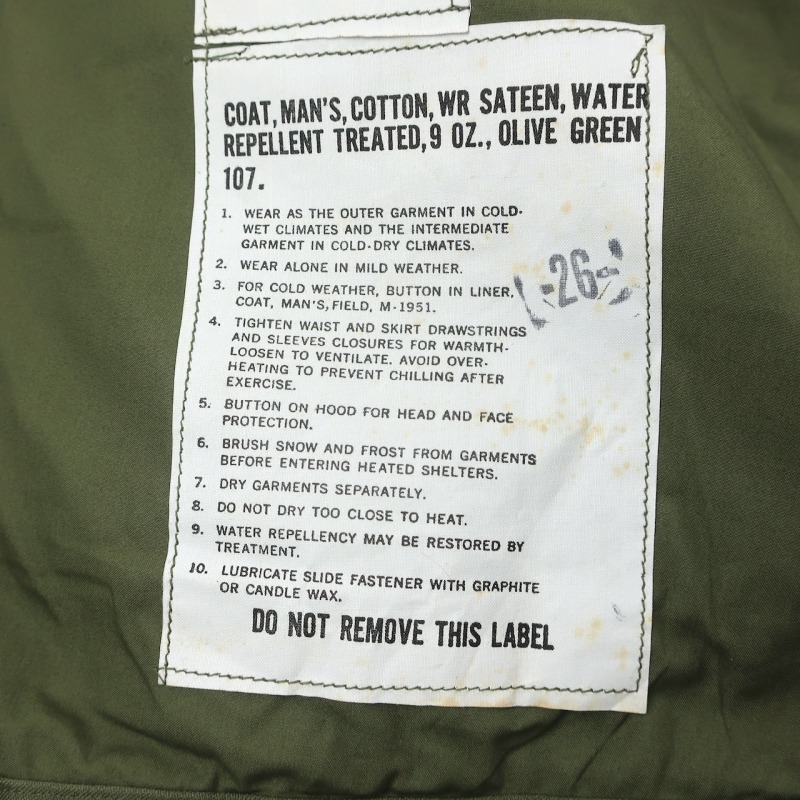 COAT, MAN'S, COTTON, WR SATEEN, WATER
REPELLENT TREATED, 9 OZ., OLIVE GREEN
107.
1. WEAR AS THE OUTER GARMENT IN COLD-
WET CLIMATES AND THE INTERMEDIATE
GARMENT IN COLD-DRY CLIMATES.
2. WEAR ALONE IN MILD WEATHER.
3. FOR COLD WEATHER, BUTTON IN LINER,
COAT, MAN'S, FIELD, M-1951.
-26-
4. TIGHTEN WAIST AND SKIRT DRAWSTRINGS
AND SLEEVES CLOSURES FOR WARMTH-
LOOSEN TO VENTILATE. AVOID OVER-
HEATING TO PREVENT CHILLING AFTER
EXERCISE.
5. BUTTON ON HOOD FOR HEAD AND FACE
PROTECTION.
6. BRUSH SNOW AND FROST FROM GARMENTS
BEFORE ENTERING HEATED SHELTERS.
7. DRY GARMENTS SEPARATELY.
8. DO NOT DRY TOO CLOSE TO HEAT.
9. WATER REPELLENCY MAY BE RESTORED BY
TREATMENT.
10. LUBRICATE SLIDE FASTENER WITH GRAPHITE
OR CANDLE WAX.
DO NOT REMOVE THIS LABEL